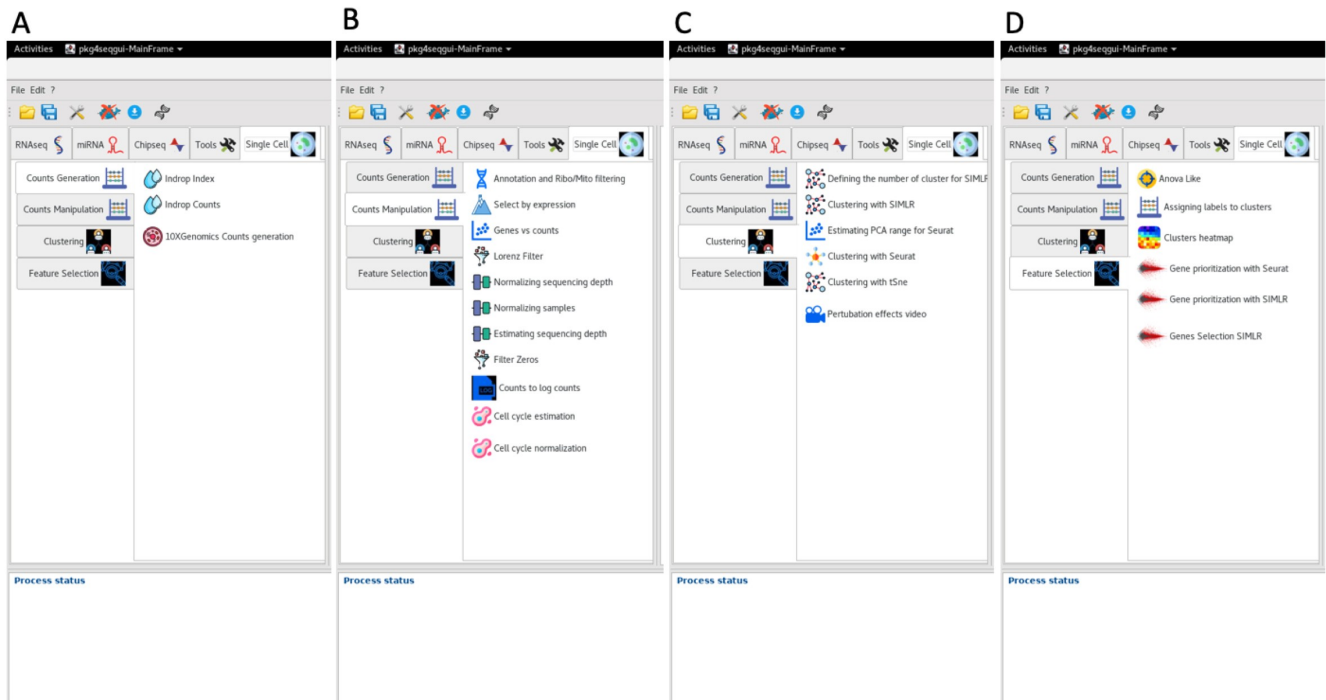 A
Activities pkg4seqgui-MainFrame
File Edit ?
RNAseq miRNA Chipseq Tools Single Cell
Counts Generation
Counts Manipulation
Clustering
Feature Selection
Indrop Index
Indrop Counts
10XGenomics Counts generation
Process status
B
Activities pkg4seqgui-MainFrame
File Edit ?
RNAseq miRNA Chipseq Tools Single Cell
Counts Generation
Counts Manipulation
Clustering
Feature Selection
Annotation and Ribo/Mito filtering
Select by expression
Genes vs counts
Lorenz Filter
Normalizing sequencing depth
Normalizing samples
Estimating sequencing depth
Filter Zeros
LOG Counts to log counts
Cell cycle estimation
Cell cycle normalization
Process status
C
Activities pkg4seqgui-MainFrame
File Edit ?
RNAseq miRNA Chipseq Tools Single Cell
Counts Generation
Counts Manipulation
Clustering
Feature Selection
Defining the number of cluster for SIMLR
Clustering with SIMLR
Estimating PCA range for Seurat
Clustering with Seurat
Clustering with tSne
Pertubation effects video
Process status
D
Activities pkg4seqgui-MainFrame
File Edit ?
RNAseq miRNA Chipseq Tools Single Cell
Counts Generation
Counts Manipulation
Clustering
Feature Selection
Anova Like
Assigning labels to clusters
Clusters heatmap
Gene prioritization with Seurat
Gene prioritization with SIMLR
Genes Selection SIMLR
Process status